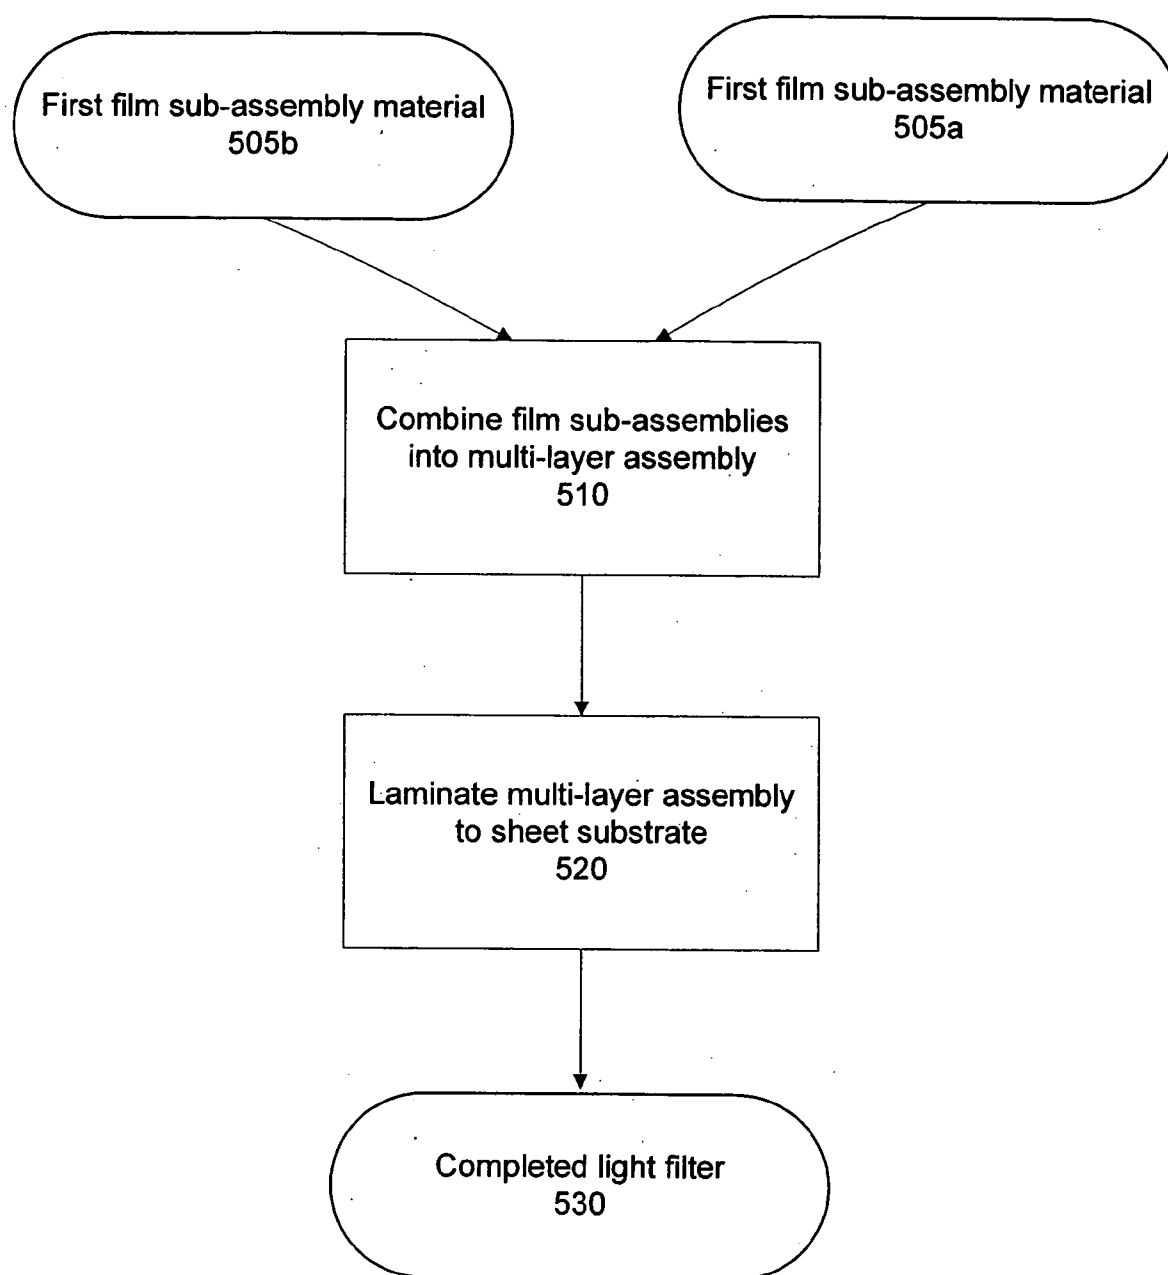 First film sub-assembly material
505b
First film sub-assembly material
505a
Combine film sub-assemblies
into multi-layer assembly
510
Laminate multi-layer assembly
to sheet substrate
520
Completed light filter
530